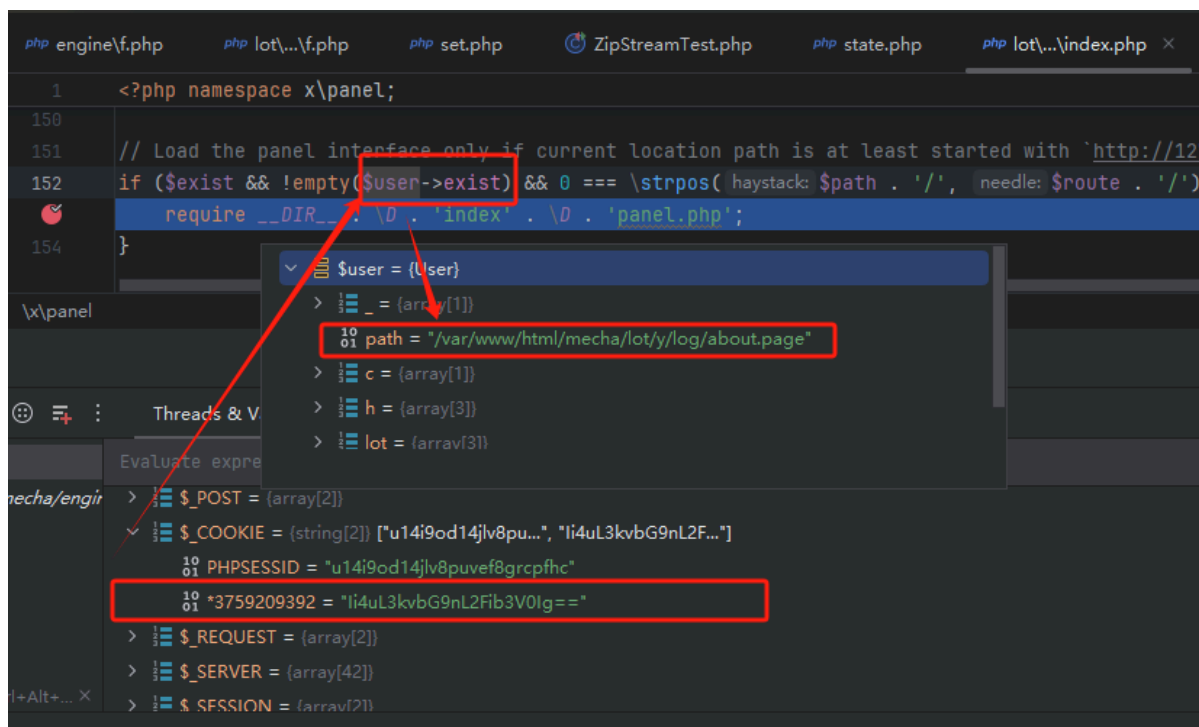 php engine\f.php php lot\...\f.php php set.php ZipStreamTest.php php state.php php lot\...\index.php ×
1 <?php namespace x\panel;
150
151 // Load the panel interface only if current location path is at least started with `http://12
152 if ($exist && !empty($user->exist) && 0 === \strpos( haystack: $path . '/', needle: $route . '/')
require __DIR__ . \D . 'index' . \D . 'panel.php';
154 }
$user = {User}
_ = {array[1]}
\x\panel
path = "/var/www/html/mecha/lot/y/log/about.page"
c = {array[1]}
h = {array[3]}
Threads & V
lot = {array[3]}
Evaluate expre
mecha/engin
$_POST = {array[2]}
$_COOKIE = {string[2]} ["u14i9od14jlv8pu...", "Ii4uL3kvbG9nL2F..."]
PHPSESSID = "u14i9od14jlv8puvef8grcpfhc"
*3759209392 = "Ii4uL3kvbG9nL2Fib3V0Ig=="
$_REQUEST = {array[2]}
$_SERVER = {array[42]}
rl+Alt+... ×
$_SESSION = {array[2]}